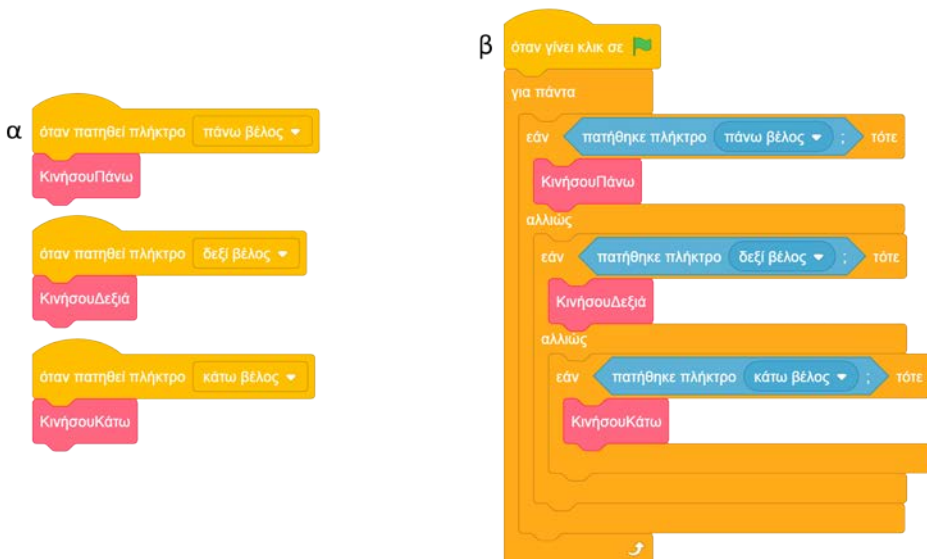 α
όταν πατηθεί πλήκτρο πάνω βέλος
ΚινήσουΠάνω
όταν πατηθεί πλήκτρο δεξί βέλος
ΚινήσουΔεξιά
όταν πατηθεί πλήκτρο κάτω βέλος
ΚινήσουΚάτω
β
όταν γίνει κλικ σε
για πάντα
εάν πατήθηκε πλήκτρο πάνω βέλος ; τότε
ΚινήσουΠάνω
αλλιώς
εάν πατήθηκε πλήκτρο δεξί βέλος ; τότε
ΚινήσουΔεξιά
αλλιώς
εάν πατήθηκε πλήκτρο κάτω βέλος ; τότε
ΚινήσουΚάτω